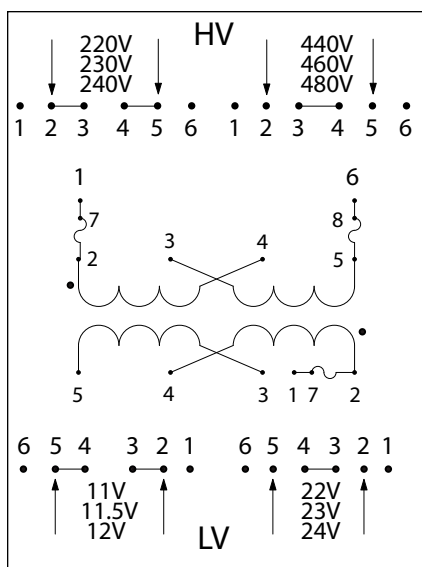 HV
220V
230V
240V
440V
460V
480V
1 2 3 4 5 6 1 2 3 4 5 6
1 6
7 8
3 4
2 5
5 4 3 1 7 2
6 5 4 3 2 1 6 5 4 3 2 1
11V
11.5V
12V
22V
23V
24V
LV